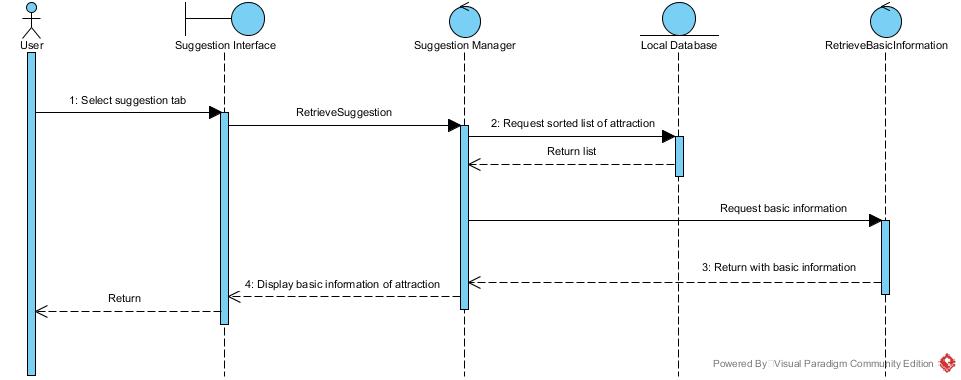 User
Suggestion Interface
Suggestion Manager
Local Database
RetrieveBasicInformation
1: Select suggestion tab
RetrieveSuggestion
2: Request sorted list of attraction
Return list
Request basic information
3: Return with basic information
4: Display basic information of attraction
Return
Powered By Visual Paradigm Community Edition